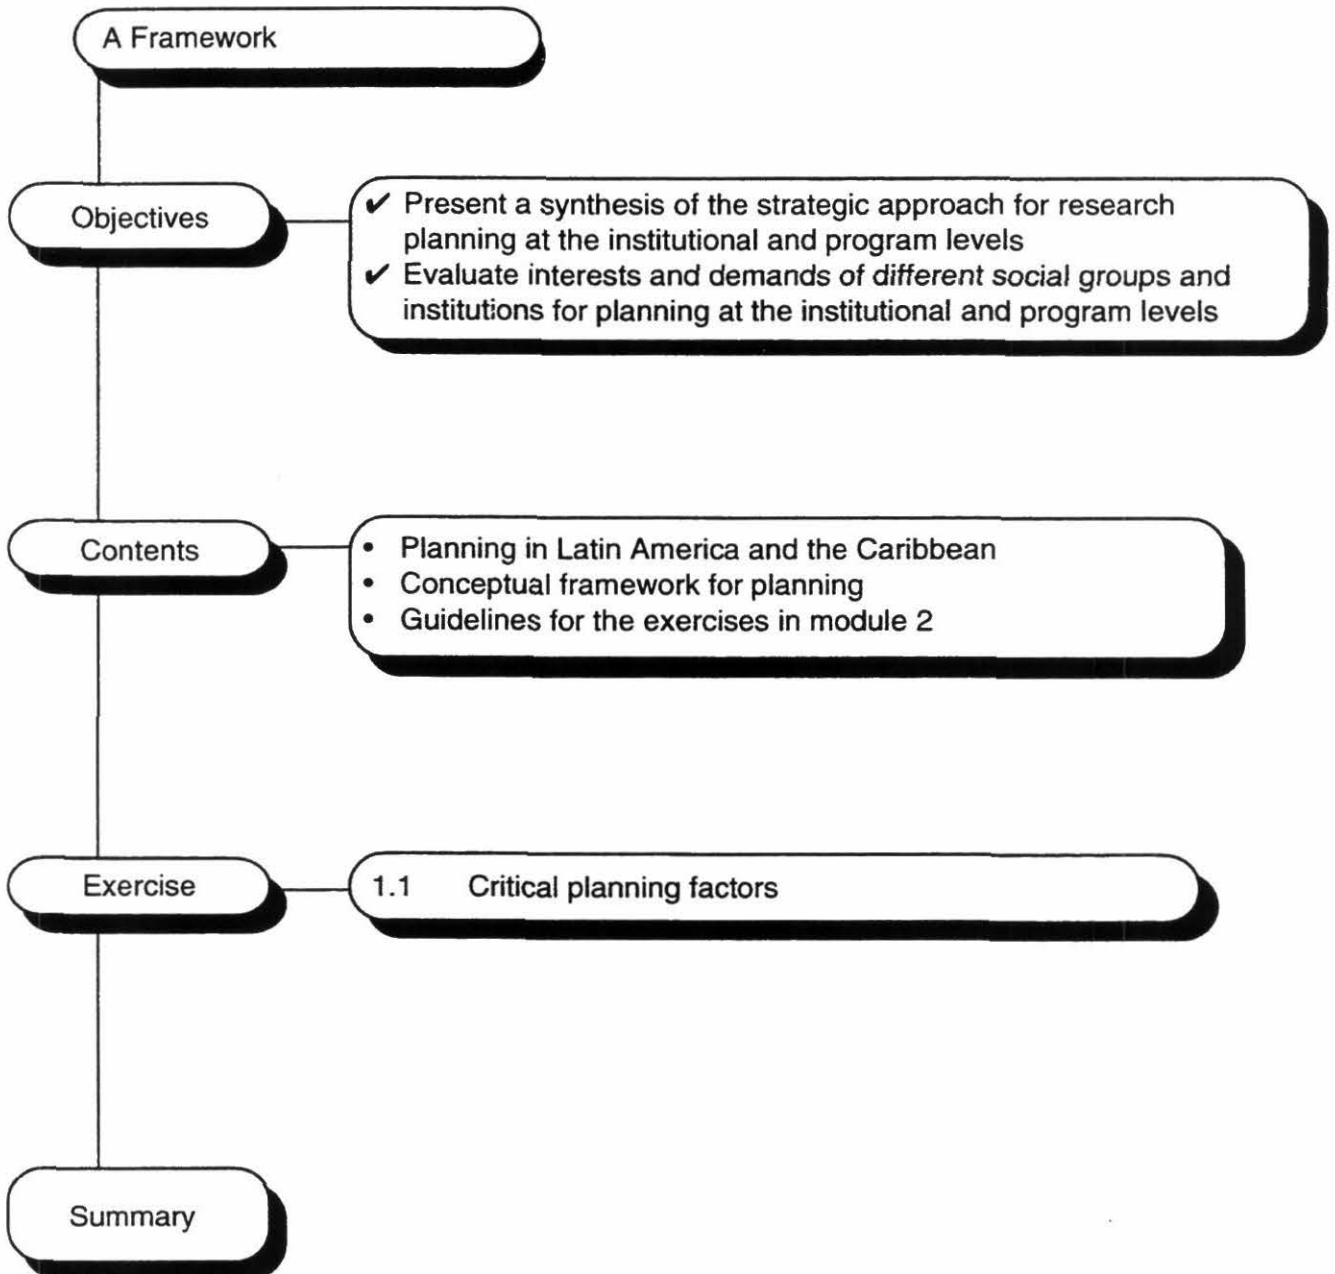 A Framework
Objectives
✔ Present a synthesis of the strategic approach for research
planning at the institutional and program levels
✔ Evaluate interests and demands of different social groups and
institutions for planning at the institutional and program levels
Contents
• Planning in Latin America and the Caribbean
• Conceptual framework for planning
• Guidelines for the exercises in module 2
Exercise
1.1 Critical planning factors
Summary